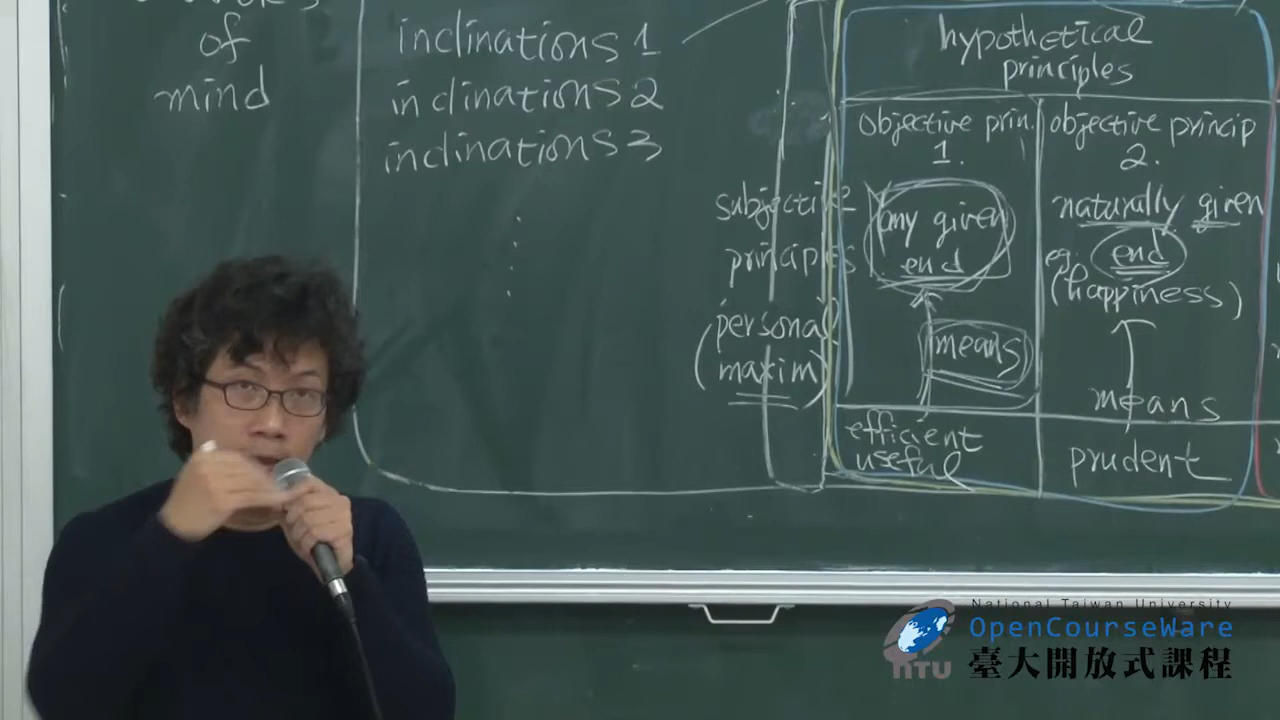 of
mind
inclinations 1
inclinations 2
inclinations 3
subjective
principles
(personal
maxim)
hypothetical
principles
objective prin.
1.
any given
end
means
efficient
useful
objective princip
2.
naturally given
eg. end
(happiness)
means
prudent
National Taiwan University
OpenCourseWare
NTU 臺大開放式課程